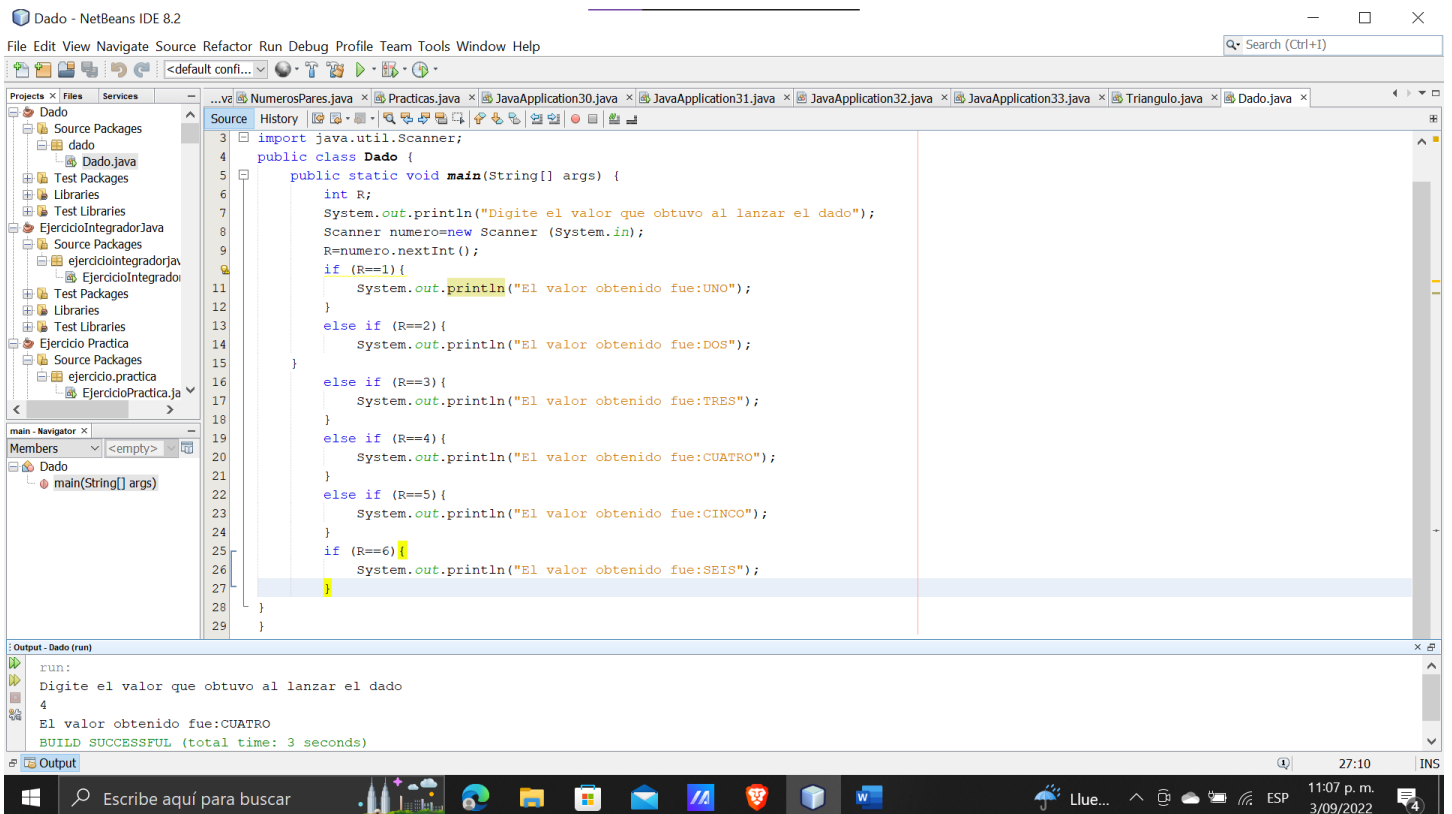 Dado - NetBeans IDE 8.2
File Edit View Navigate Source Refactor Run Debug Profile Team Tools Window Help
Search (Ctrl+I)
<default confi...
Projects Files Services
...va NumerosPares.java Practicas.java JavaApplication30.java JavaApplication31.java JavaApplication32.java JavaApplication33.java Triangulo.java Dado.java
Source History
Dado
Source Packages
dado
Dado.java
Test Packages
Libraries
Test Libraries
EjercicioIntegradorJava
Source Packages
ejerciciointegradorjav
EjercicioIntegrador
Test Packages
Libraries
Test Libraries
Ejercicio Practica
Source Packages
ejercicio.practica
EjercicioPractica.ja
main - Navigator
Members <empty>
Dado
main(String[] args)
3 import java.util.Scanner;
4 public class Dado {
5 public static void main(String[] args) {
6 int R;
7 System.out.println("Digite el valor que obtuvo al lanzar el dado");
8 Scanner numero=new Scanner (System.in);
9 R=numero.nextInt();
if (R==1){
11 System.out.println("El valor obtenido fue:UNO");
12 }
13 else if (R==2){
14 System.out.println("El valor obtenido fue:DOS");
15 }
16 else if (R==3){
17 System.out.println("El valor obtenido fue:TRES");
18 }
19 else if (R==4){
20 System.out.println("El valor obtenido fue:CUATRO");
21 }
22 else if (R==5){
23 System.out.println("El valor obtenido fue:CINCO");
24 }
25 if (R==6){
26 System.out.println("El valor obtenido fue:SEIS");
27 }
28 }
29 }
Output - Dado (run)
run:
Digite el valor que obtuvo al lanzar el dado
4
El valor obtenido fue:CUATRO
BUILD SUCCESSFUL (total time: 3 seconds)
Output
27:10 INS
Escribe aquí para buscar
Llue...
ESP
11:07 p. m.
3/09/2022
4